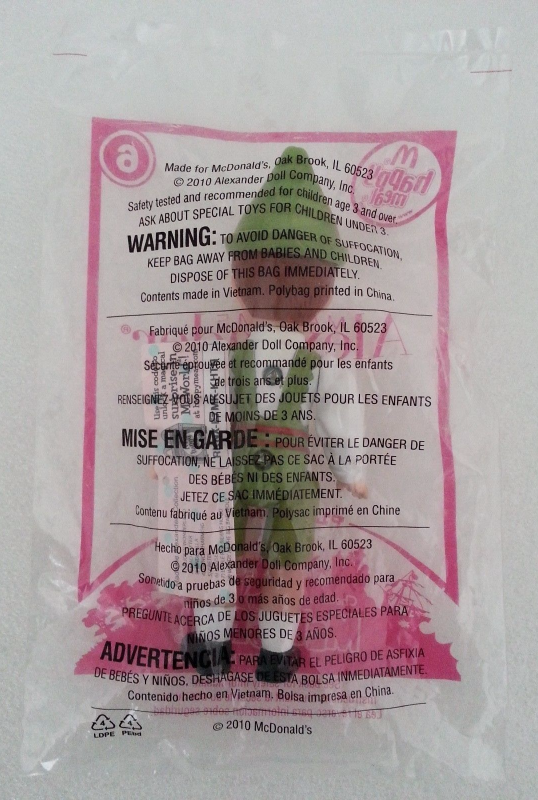 6
happy
meal
Made for McDonald's, Oak Brook, IL 60523
© 2010 Alexander Doll Company, Inc.
Safety tested and recommended for children age 3 and over.
ASK ABOUT SPECIAL TOYS FOR CHILDREN UNDER 3.
WARNING: TO AVOID DANGER OF SUFFOCATION,
KEEP BAG AWAY FROM BABIES AND CHILDREN.
DISPOSE OF THIS BAG IMMEDIATELY.
Contents made in Vietnam. Polybag printed in China.
Fabriqué pour McDonald's, Oak Brook, IL 60523
© 2010 Alexander Doll Company, Inc.
Sécurité éprouvée et recommandé pour les enfants
de trois ans et plus.
RENSEIGNEZ-VOUS AU SUJET DES JOUETS POUR LES ENFANTS
DE MOINS DE 3 ANS.
MISE EN GARDE : POUR ÉVITER LE DANGER DE
SUFFOCATION, NE LAISSEZ PAS CE SAC À LA PORTÉE
DES BÉBÉS NI DES ENFANTS.
JETEZ CE SAC IMMÉDIATEMENT.
Contenu fabriqué au Vietnam. Polysac imprimé en Chine
Hecho para McDonald's, Oak Brook, IL 60523
© 2010 Alexander Doll Company, Inc.
Sometido a pruebas de seguridad y recomendado para
niños de 3 o más años de edad.
PREGUNTE ACERCA DE LOS JUGUETES ESPECIALES PARA
NIÑOS MENORES DE 3 AÑOS.
ADVERTENCIA: PARA EVITAR EL PELIGRO DE ASFIXIA
DE BEBÉS Y NIÑOS, DESHÁGASE DE ESTA BOLSA INMEDIATAMENTE.
Contenido hecho en Vietnam. Bolsa impresa en China.
© 2010 McDonald's
4
LDPE